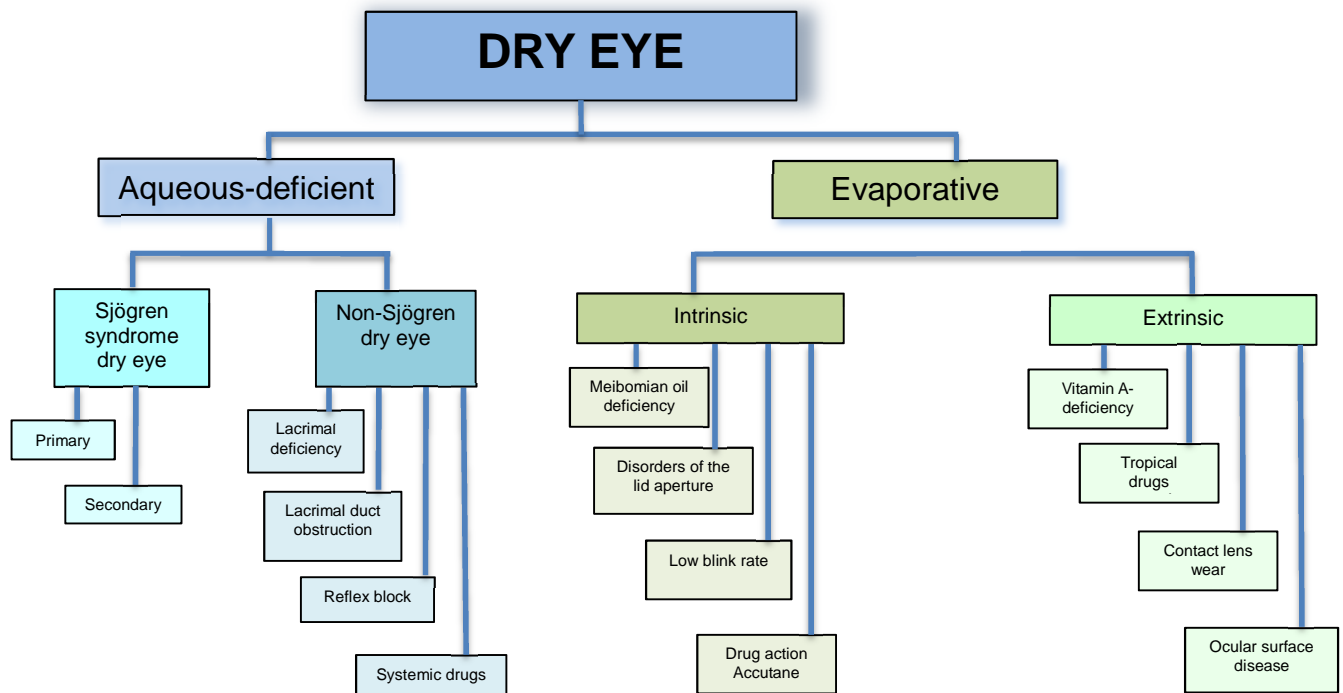 DRY EYE
Aqueous-deficient
Evaporative
Sjögren
syndrome
dry eye
Non-Sjögren
dry eye
Intrinsic
Extrinsic
Primary
Secondary
Lacrimal
deficiency
Lacrimal duct
obstruction
Reflex block
Systemic drugs
Meibomian oil
deficiency
Disorders of the
lid aperture
Low blink rate
Drug action
Accutane
Vitamin A-
deficiency
Tropical
drugs
Contact lens
wear
Ocular surface
disease